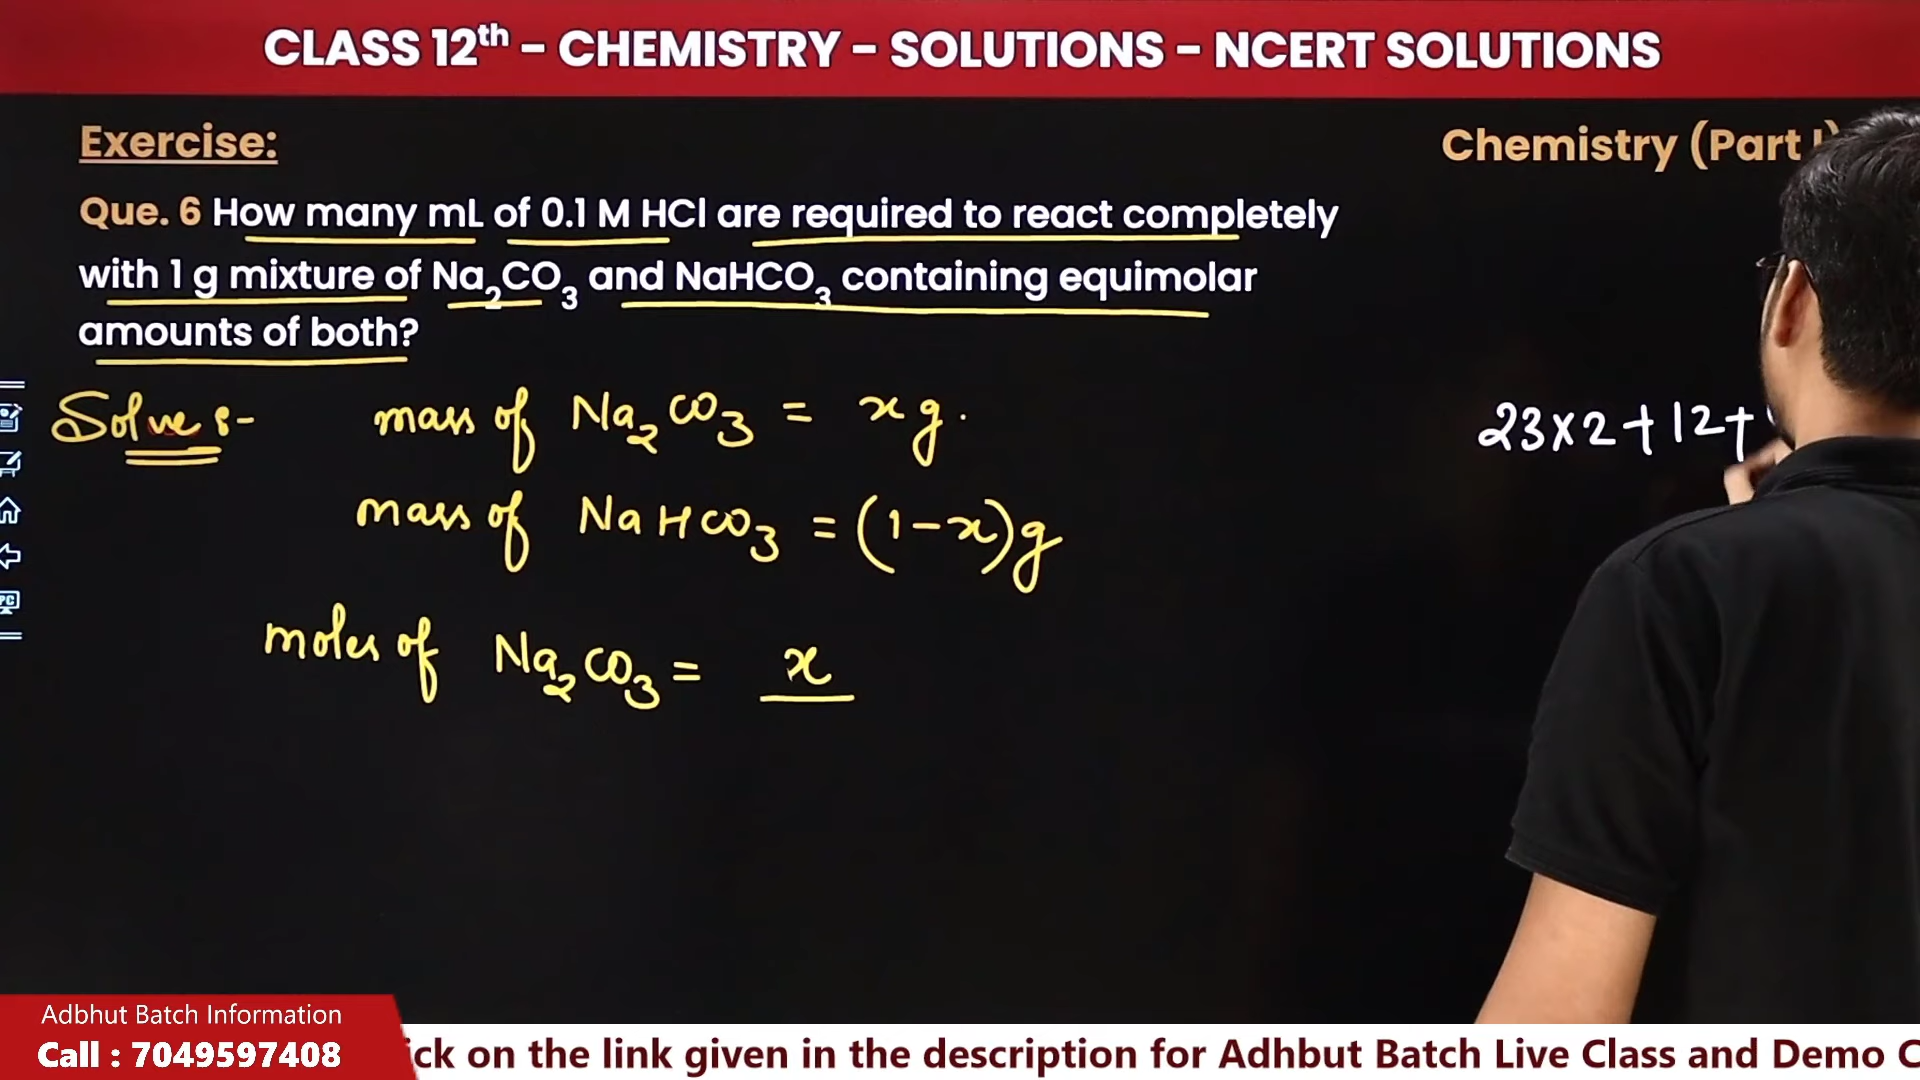 CLASS 12th - CHEMISTRY - SOLUTIONS - NCERT SOLUTIONS
Exercise:
Chemistry (Part I)
Que. 6 How many mL of 0.1 M HCl are required to react completely
with 1 g mixture of Na2CO3 and NaHCO3 containing equimolar
amounts of both?
Solve :-
mass of Na2CO3 = x g.
23x2+12+
mass of NaHCO3 = (1-x)g
moles of Na2CO3 = x
Adbhut Batch Information
Call : 7049597408
on the link given in the description for Adhbut Batch Live Class and Demo